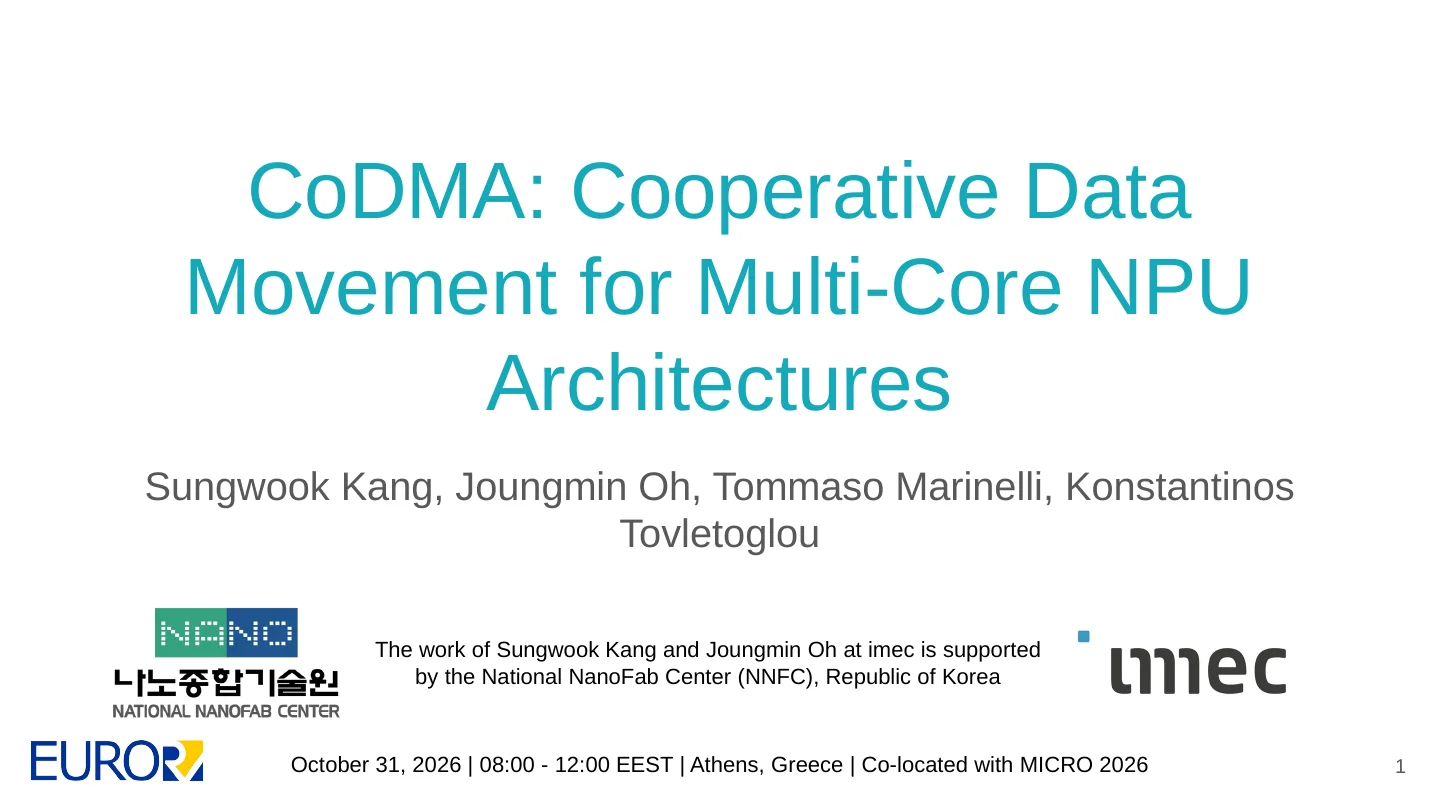 CoDMA: Cooperative Data
Movement for Multi-Core NPU
Architectures
Sungwook Kang, Joungmin Oh, Tommaso Marinelli, Konstantinos
Tovletoglou
NANO
나노종합기술원
NATIONAL NANOFAB CENTER
The work of Sungwook Kang and Joungmin Oh at imec is supported
by the National NanoFab Center (NNFC), Republic of Korea
imec
EURO
October 31, 2026 | 08:00 - 12:00 EEST | Athens, Greece | Co-located with MICRO 2026
1